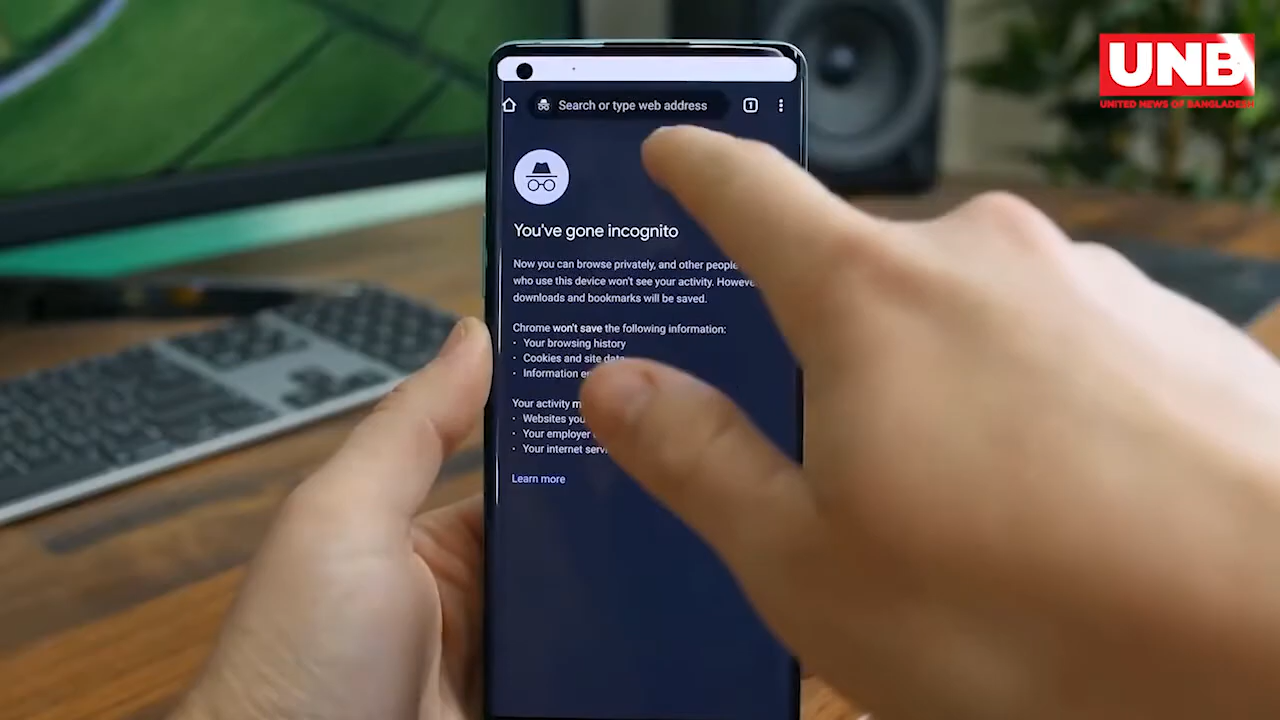 UNB
UNITED NEWS OF BANGLADESH
Search or type web address
1
You've gone incognito
Now you can browse privately, and other people
who use this device won't see your activity.
downloads and bookmarks will be saved.
Chrome won't save the following information:
• Your browsing history
• Cookies and site data
• Information
Your activity
• Websites you
• Your employer
• Your internet
Learn more